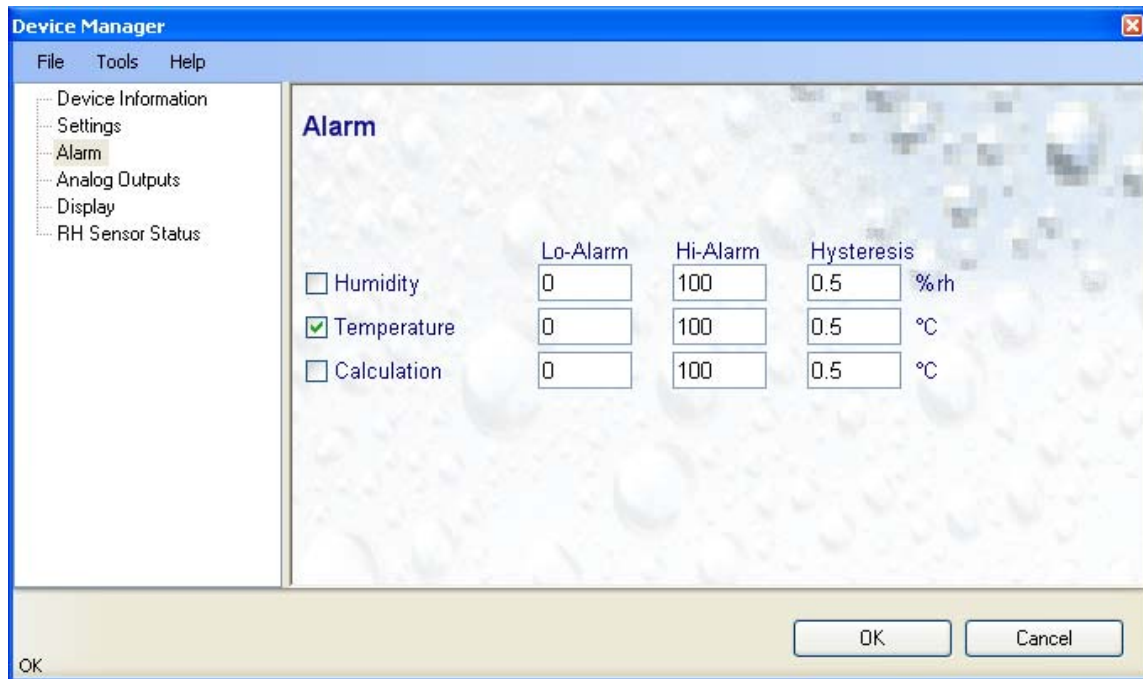 Device Manager
File Tools Help
Device Information
Settings
Alarm
Analog Outputs
Display
RH Sensor Status
Alarm
Lo-Alarm Hi-Alarm Hysteresis
Humidity 0 100 0.5 %rh
Temperature 0 100 0.5 °C
Calculation 0 100 0.5 °C
OK Cancel
OK